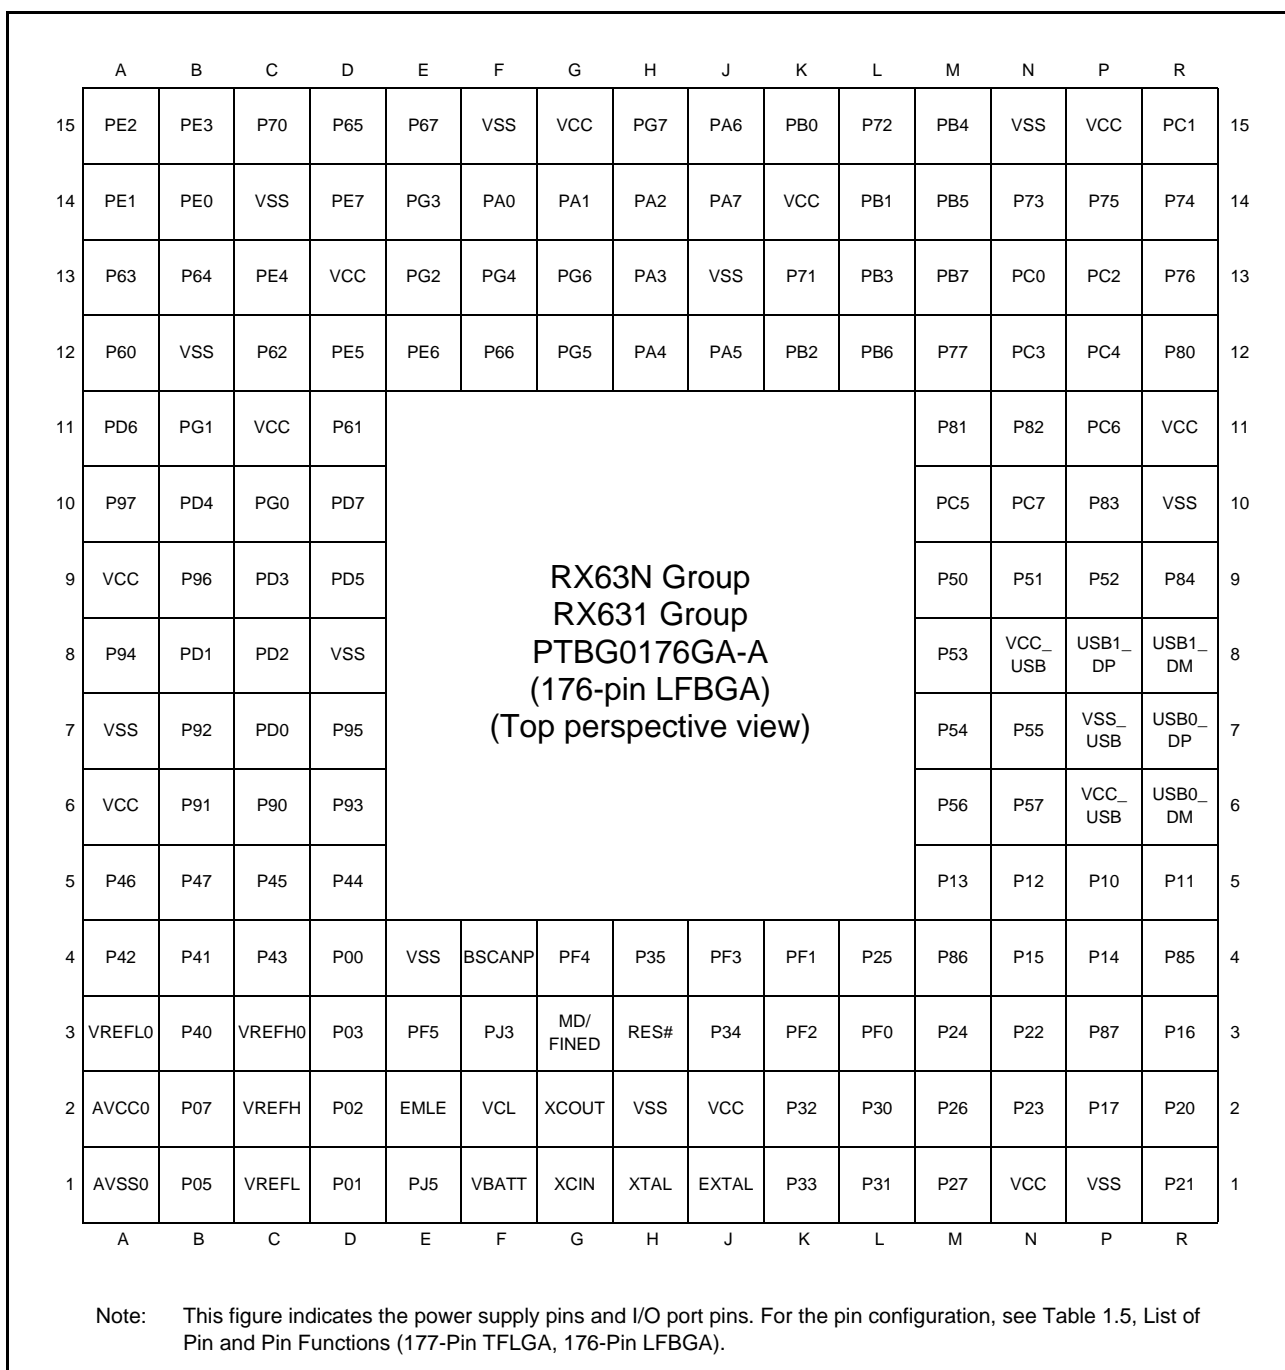 A B C D E F G H J K L M N P R
15 PE2 PE3 P70 P65 P67 VSS VCC PG7 PA6 PB0 P72 PB4 VSS VCC PC1 15
14 PE1 PE0 VSS PE7 PG3 PA0 PA1 PA2 PA7 VCC PB1 PB5 P73 P75 P74 14
13 P63 P64 PE4 VCC PG2 PG4 PG6 PA3 VSS P71 PB3 PB7 PC0 PC2 P76 13
12 P60 VSS P62 PE5 PE6 P66 PG5 PA4 PA5 PB2 PB6 P77 PC3 PC4 P80 12
11 PD6 PG1 VCC P61 P81 P82 PC6 VCC 11
10 P97 PD4 PG0 PD7 PC5 PC7 P83 VSS 10
9 VCC P96 PD3 PD5 P50 P51 P52 P84 9
8 P94 PD1 PD2 VSS P53 VCC_ USB USB1_ DP USB1_ DM 8
7 VSS P92 PD0 P95 P54 P55 VSS_ USB USB0_ DP 7
6 VCC P91 P90 P93 P56 P57 VCC_ USB USB0_ DM 6
5 P46 P47 P45 P44 P13 P12 P10 P11 5
RX63N Group
RX631 Group
PTBG0176GA-A
(176-pin LFBGA)
(Top perspective view)
4 P42 P41 P43 P00 VSS BSCANP PF4 P35 PF3 PF1 P25 P86 P15 P14 P85 4
3 VREFL0 P40 VREFH0 P03 PF5 PJ3 MD/ FINED RES# P34 PF2 PF0 P24 P22 P87 P16 3
2 AVCC0 P07 VREFH P02 EMLE VCL XCOUT VSS VCC P32 P30 P26 P23 P17 P20 2
1 AVSS0 P05 VREFL P01 PJ5 VBATT XCIN XTAL EXTAL P33 P31 P27 VCC VSS P21 1
A B C D E F G H J K L M N P R
Note: This figure indicates the power supply pins and I/O port pins. For the pin configuration, see Table 1.5, List of
Pin and Pin Functions (177-Pin TFLGA, 176-Pin LFBGA).